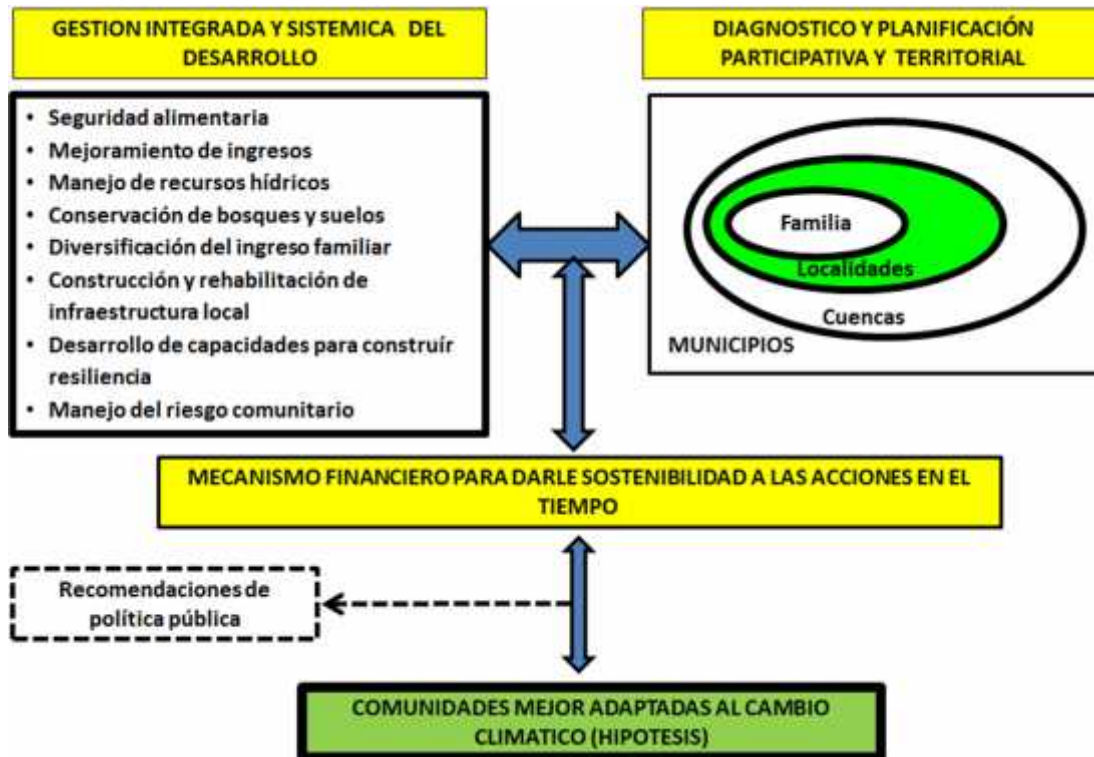 GESTION INTEGRADA Y SISTEMICA DEL
DESARROLLO
• Seguridad alimentaria
• Mejoramiento de ingresos
• Manejo de recursos hídricos
• Conservación de bosques y suelos
• Diversificación del ingreso familiar
• Construcción y rehabilitación de
infraestructura local
• Desarrollo de capacidades para construír
resiliencia
• Manejo del riesgo comunitario
DIAGNOSTICO Y PLANIFICACIÓN
PARTICIPATIVA Y TERRITORIAL
Familia
Localidades
Cuencas
MUNICIPIOS
MECANISMO FINANCIERO PARA DARLE SOSTENIBILIDAD A LAS ACCIONES EN EL
TIEMPO
Recomendaciones de
política pública
COMUNIDADES MEJOR ADAPTADAS AL CAMBIO
CLIMATICO (HIPOTESIS)